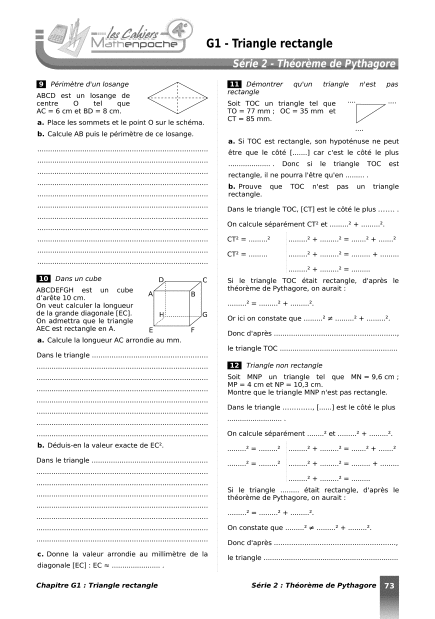 les Cahiers
Mathenpoche
4e
G1 - Triangle rectangle
Série 2 - Théorème de Pythagore
9 Périmètre d'un losange
ABCD est un losange de
centre O tel que
AC = 6 cm et BD = 8 cm.
a. Place les sommets et le point O sur le schéma.
b. Calcule AB puis le périmètre de ce losange.
10 Dans un cube
ABCDEFGH est un cube
d'arête 10 cm.
On veut calculer la longueur
de la grande diagonale [EC].
On admettra que le triangle
AEC est rectangle en A.
D C
A B
H G
E F
a. Calcule la longueur AC arrondie au mm.
Dans le triangle ................................................
b. Déduis-en la valeur exacte de EC².
Dans le triangle ................................................
c. Donne la valeur arrondie au millimètre de la
diagonale [EC] : EC ≈ ...................... .
11 Démontrer qu'un triangle n'est pas
rectangle
Soit TOC un triangle tel que
TO = 77 mm ; OC = 35 mm et
CT = 85 mm.
.... ....
....
a. Si TOC est rectangle, son hypoténuse ne peut
être que le côté [.......] car c'est le côté le plus
................... . Donc si le triangle TOC est
rectangle, il ne pourra l'être qu'en ......... .
b. Prouve que TOC n'est pas un triangle
rectangle.
Dans le triangle TOC, [CT] est le côté le plus ....... .
On calcule séparément CT² et .........² + .........².
CT² = .........² .........² + .........² = .......² + .......²
CT² = ......... .........² + .........² = ......... + .........
.........² + .........² = .........
Si le triangle TOC était rectangle, d'après le
théorème de Pythagore, on aurait :
.........² = .........² + .........².
Or ici on constate que .........² ≠ .........² + .........².
Donc d'après .......................................................,
le triangle TOC ......................................................
12 Triangle non rectangle
Soit MNP un triangle tel que MN = 9,6 cm ;
MP = 4 cm et NP = 10,3 cm.
Montre que le triangle MNP n'est pas rectangle.
Dans le triangle ............., [......] est le côté le plus
......................... .
On calcule séparément ........² et .........² + .........².
.........² = .........² .........² + .........² = .......² + .......²
.........² = .........² .........² + .........² = ......... + .........
.........² + .........² = .........
Si le triangle ......... était rectangle, d'après le
théorème de Pythagore, on aurait :
.........² = .........² + .........².
On constate que .........² ≠ .........² + .........².
Donc d'après .......................................................,
le triangle ..............................................................
Chapitre G1 : Triangle rectangle
Série 2 : Théorème de Pythagore 73